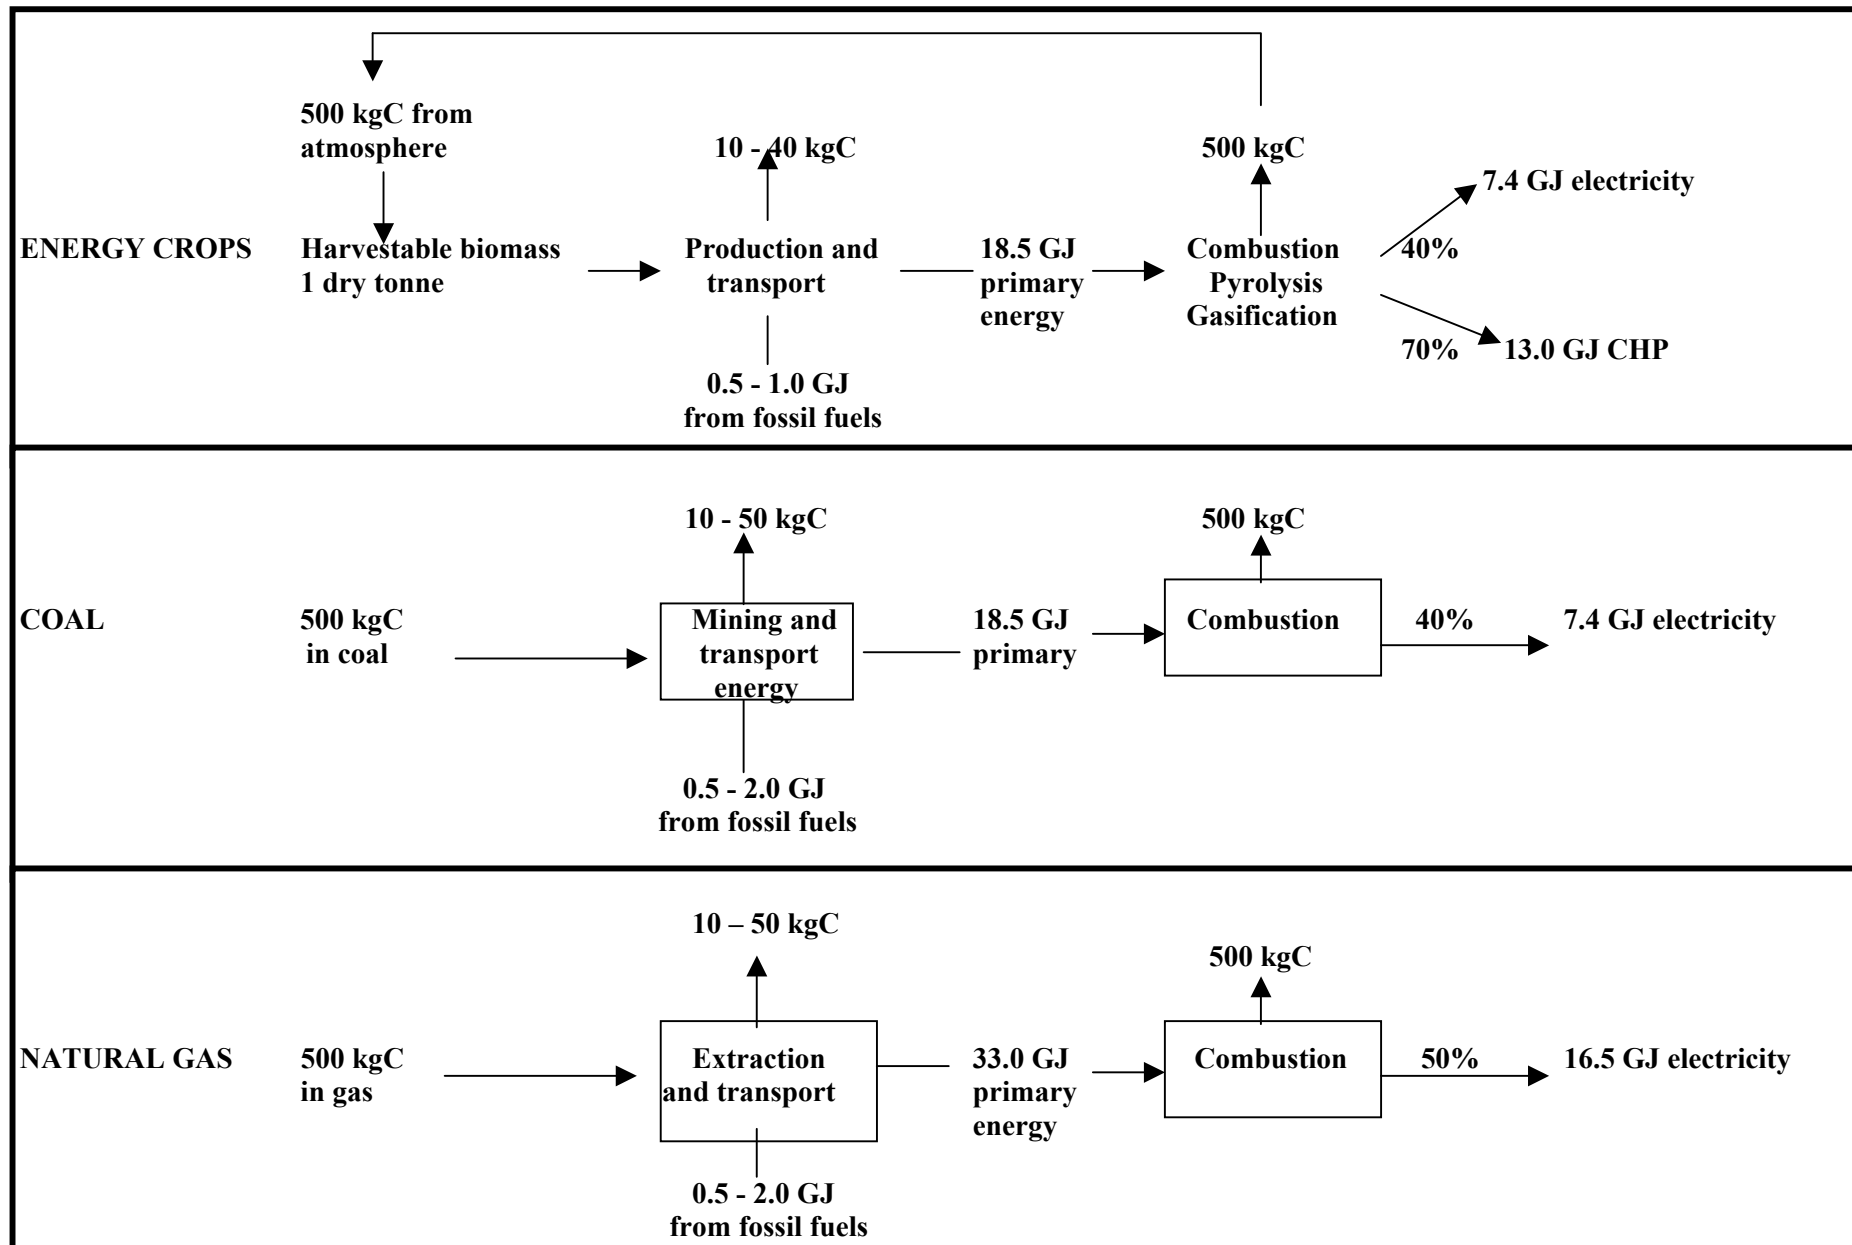 500 kgC from
atmosphere
10 - 40 kgC
500 kgC
7.4 GJ electricity
ENERGY CROPS
Harvestable biomass
1 dry tonne
Production and
transport
18.5 GJ
primary
energy
Combustion
Pyrolysis
Gasification
40%
70%
13.0 GJ CHP
0.5 - 1.0 GJ
from fossil fuels
10 - 50 kgC
500 kgC
COAL
500 kgC
in coal
Mining and
transport
energy
18.5 GJ
primary
Combustion
40%
7.4 GJ electricity
0.5 - 2.0 GJ
from fossil fuels
10 – 50 kgC
500 kgC
NATURAL GAS
500 kgC
in gas
Extraction
and transport
33.0 GJ
primary
energy
Combustion
50%
16.5 GJ electricity
0.5 - 2.0 GJ
from fossil fuels